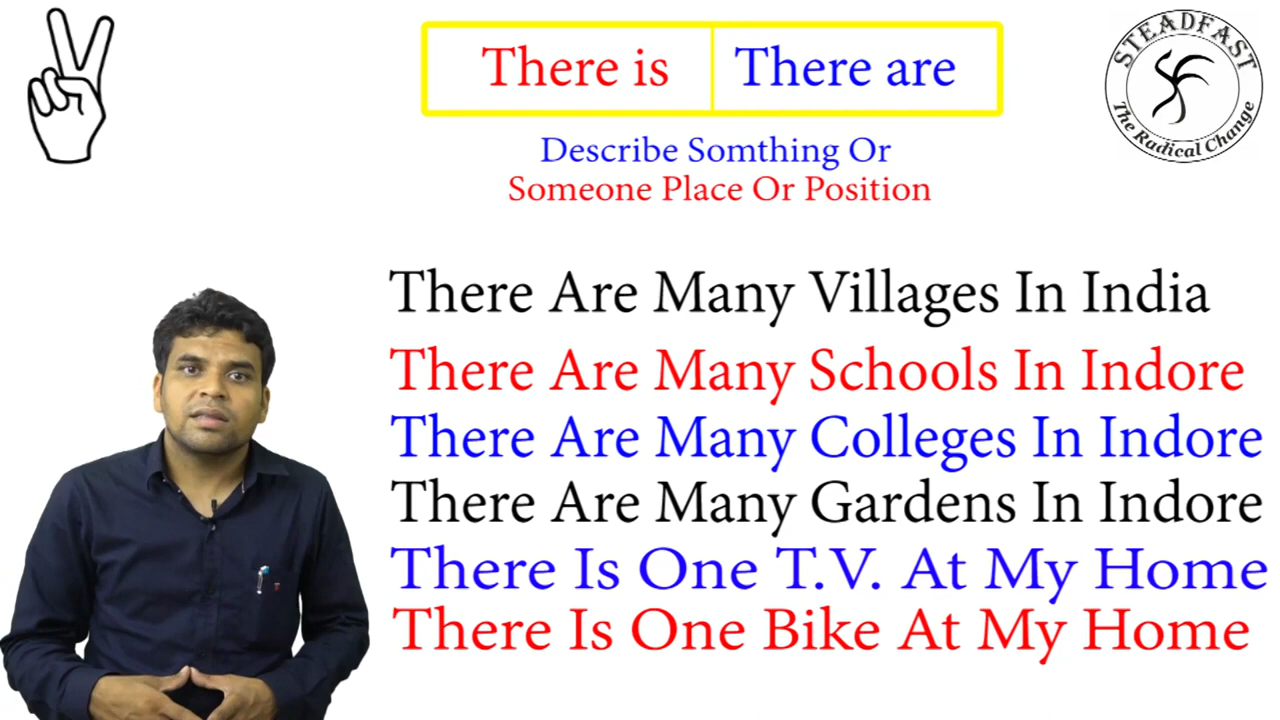 There is There are
STEADFAST
The Radical Change
Describe Somthing Or
Someone Place Or Position
There Are Many Villages In India
There Are Many Schools In Indore
There Are Many Colleges In Indore
There Are Many Gardens In Indore
There Is One T.V. At My Home
There Is One Bike At My Home